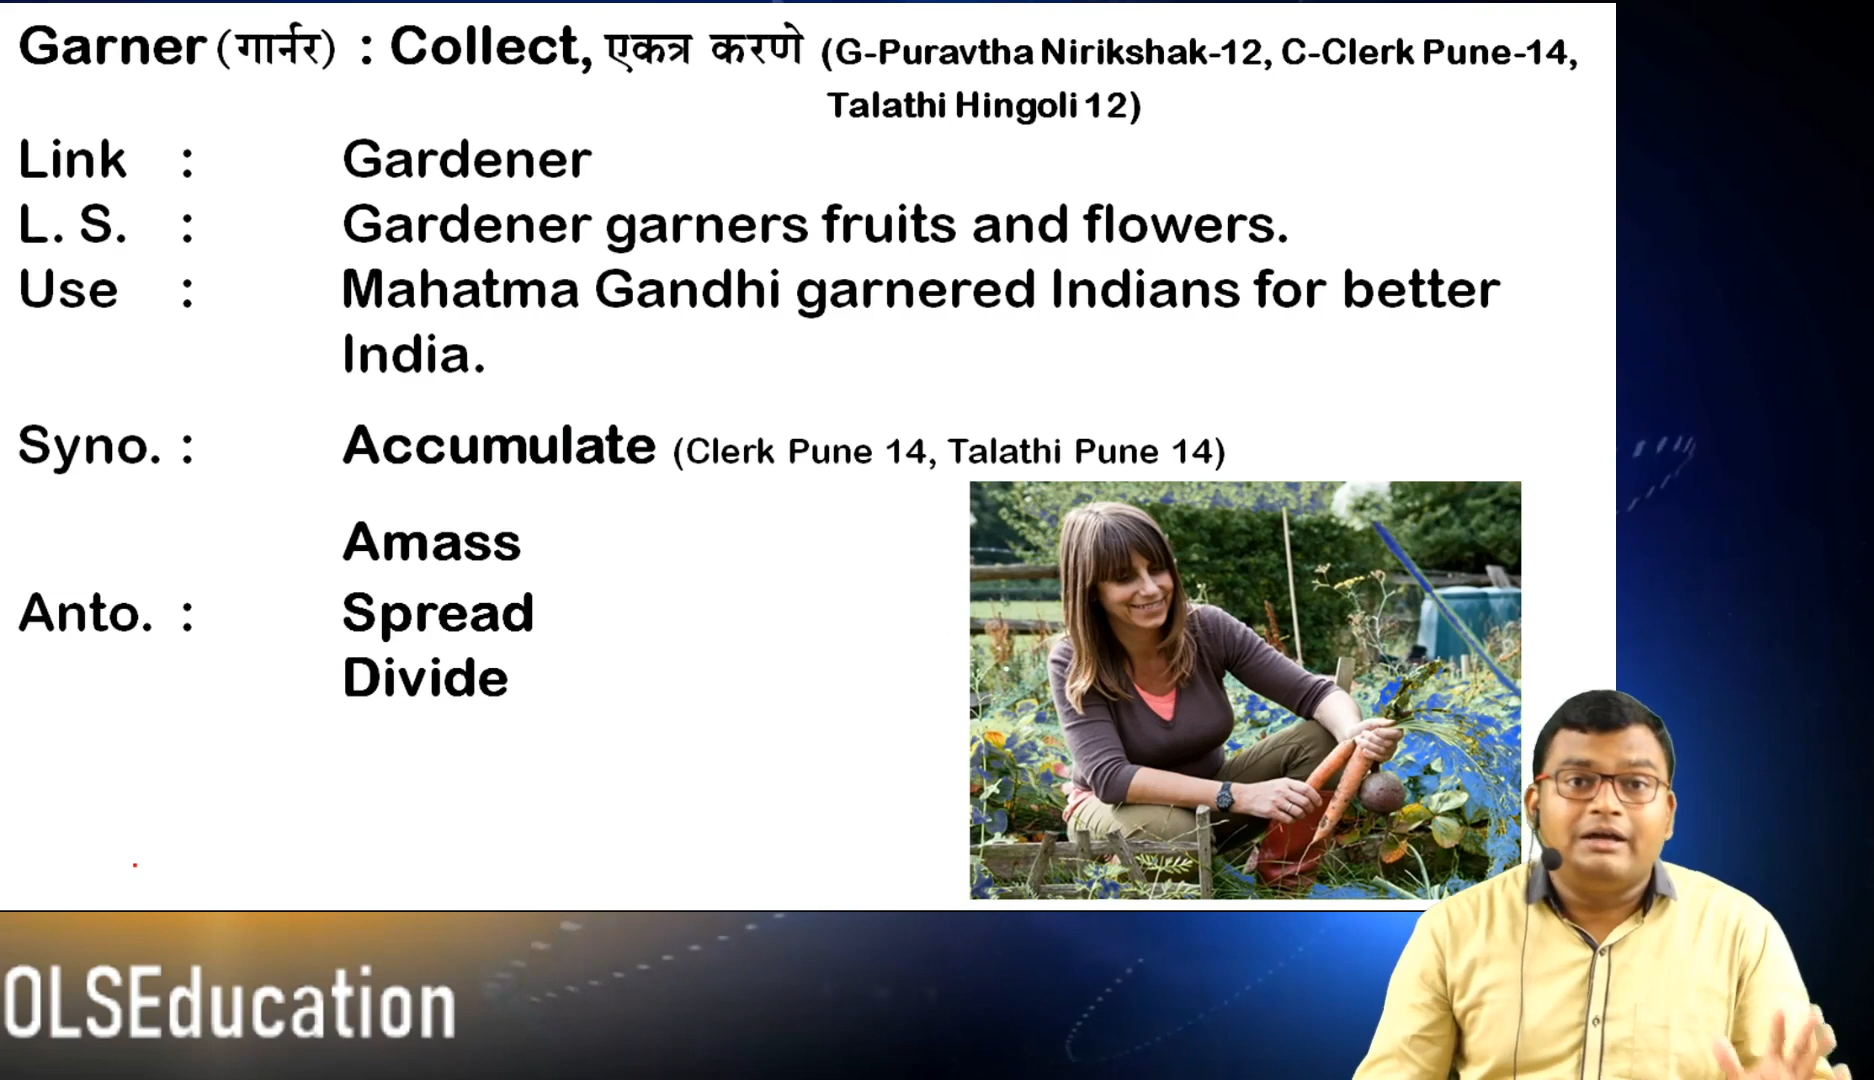 Garner (गार्नर) : Collect, एकत्र करणे (G-Puravtha Nirikshak-12, C-Clerk Pune-14,
Talathi Hingoli 12)
Link : Gardener
L. S. : Gardener garners fruits and flowers.
Use : Mahatma Gandhi garnered Indians for better
India.
Syno. : Accumulate (Clerk Pune 14, Talathi Pune 14)
Amass
Anto. : Spread
Divide
OLSEducation